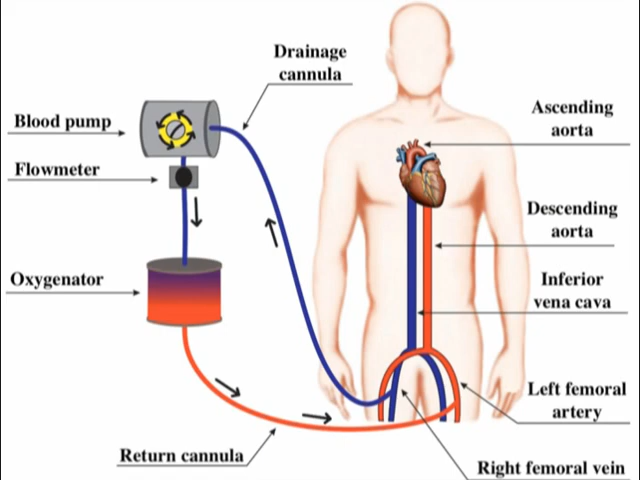 Drainage
cannula
Blood pump
Flowmeter
Oxygenator
Return cannula
Ascending
aorta
Descending
aorta
Inferior
vena cava
Left femoral
artery
Right femoral vein